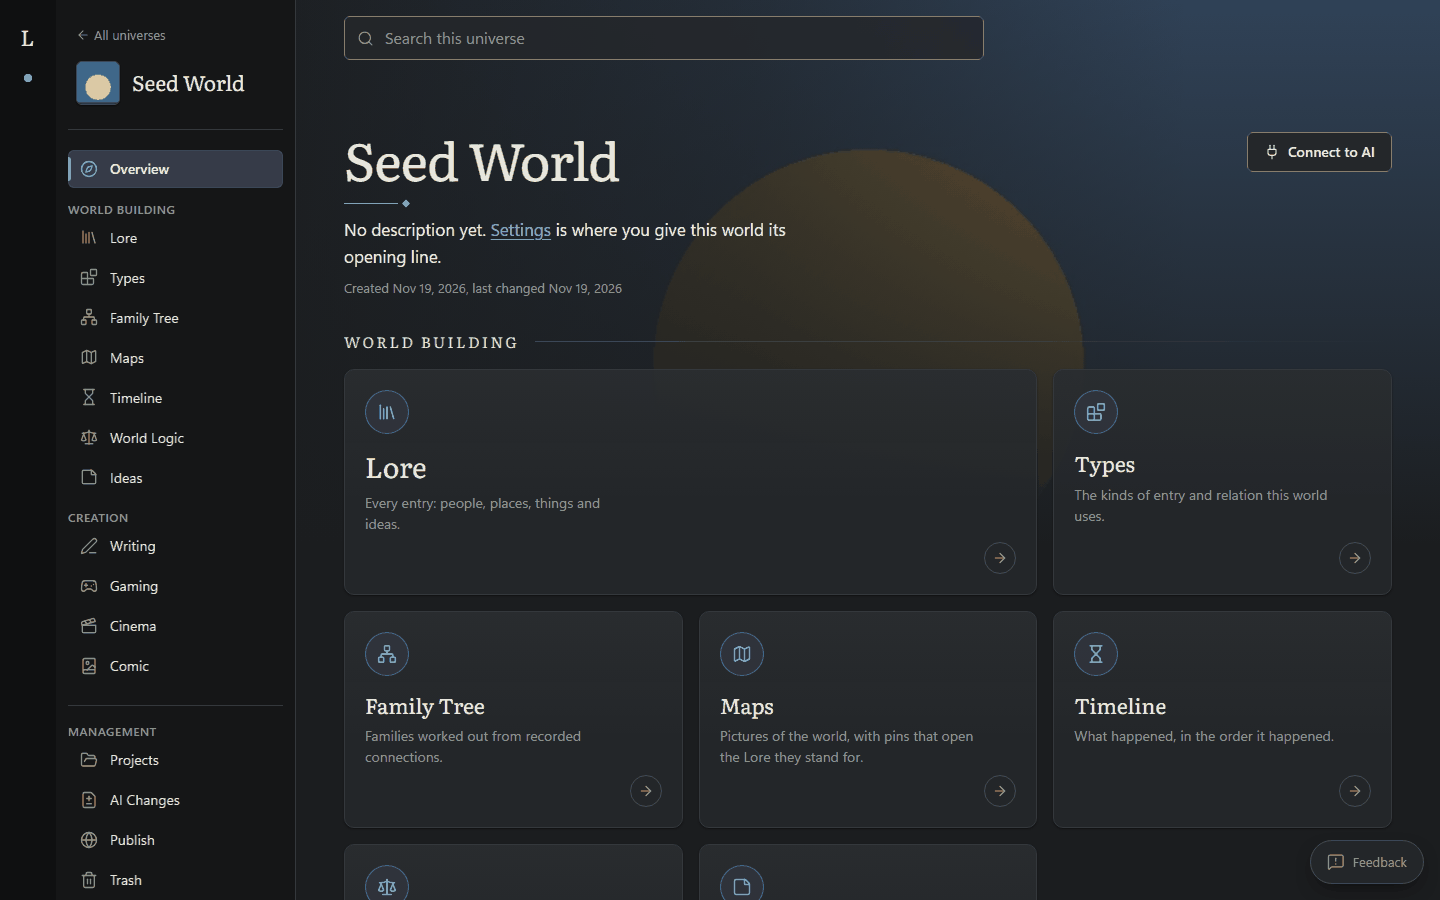 L
All universes
Seed World
Overview
WORLD BUILDING
Lore
Types
Family Tree
Maps
Timeline
World Logic
Ideas
CREATION
Writing
Gaming
Cinema
Comic
MANAGEMENT
Projects
AI Changes
Publish
Trash
Search this universe
Seed World
Connect to AI
No description yet. Settings is where you give this world its
opening line.
Created Nov 19, 2026, last changed Nov 19, 2026
WORLD BUILDING
Lore
Every entry: people, places, things and
ideas.
Types
The kinds of entry and relation this world
uses.
Family Tree
Families worked out from recorded
connections.
Maps
Pictures of the world, with pins that open
the Lore they stand for.
Timeline
What happened, in the order it happened.
Feedback